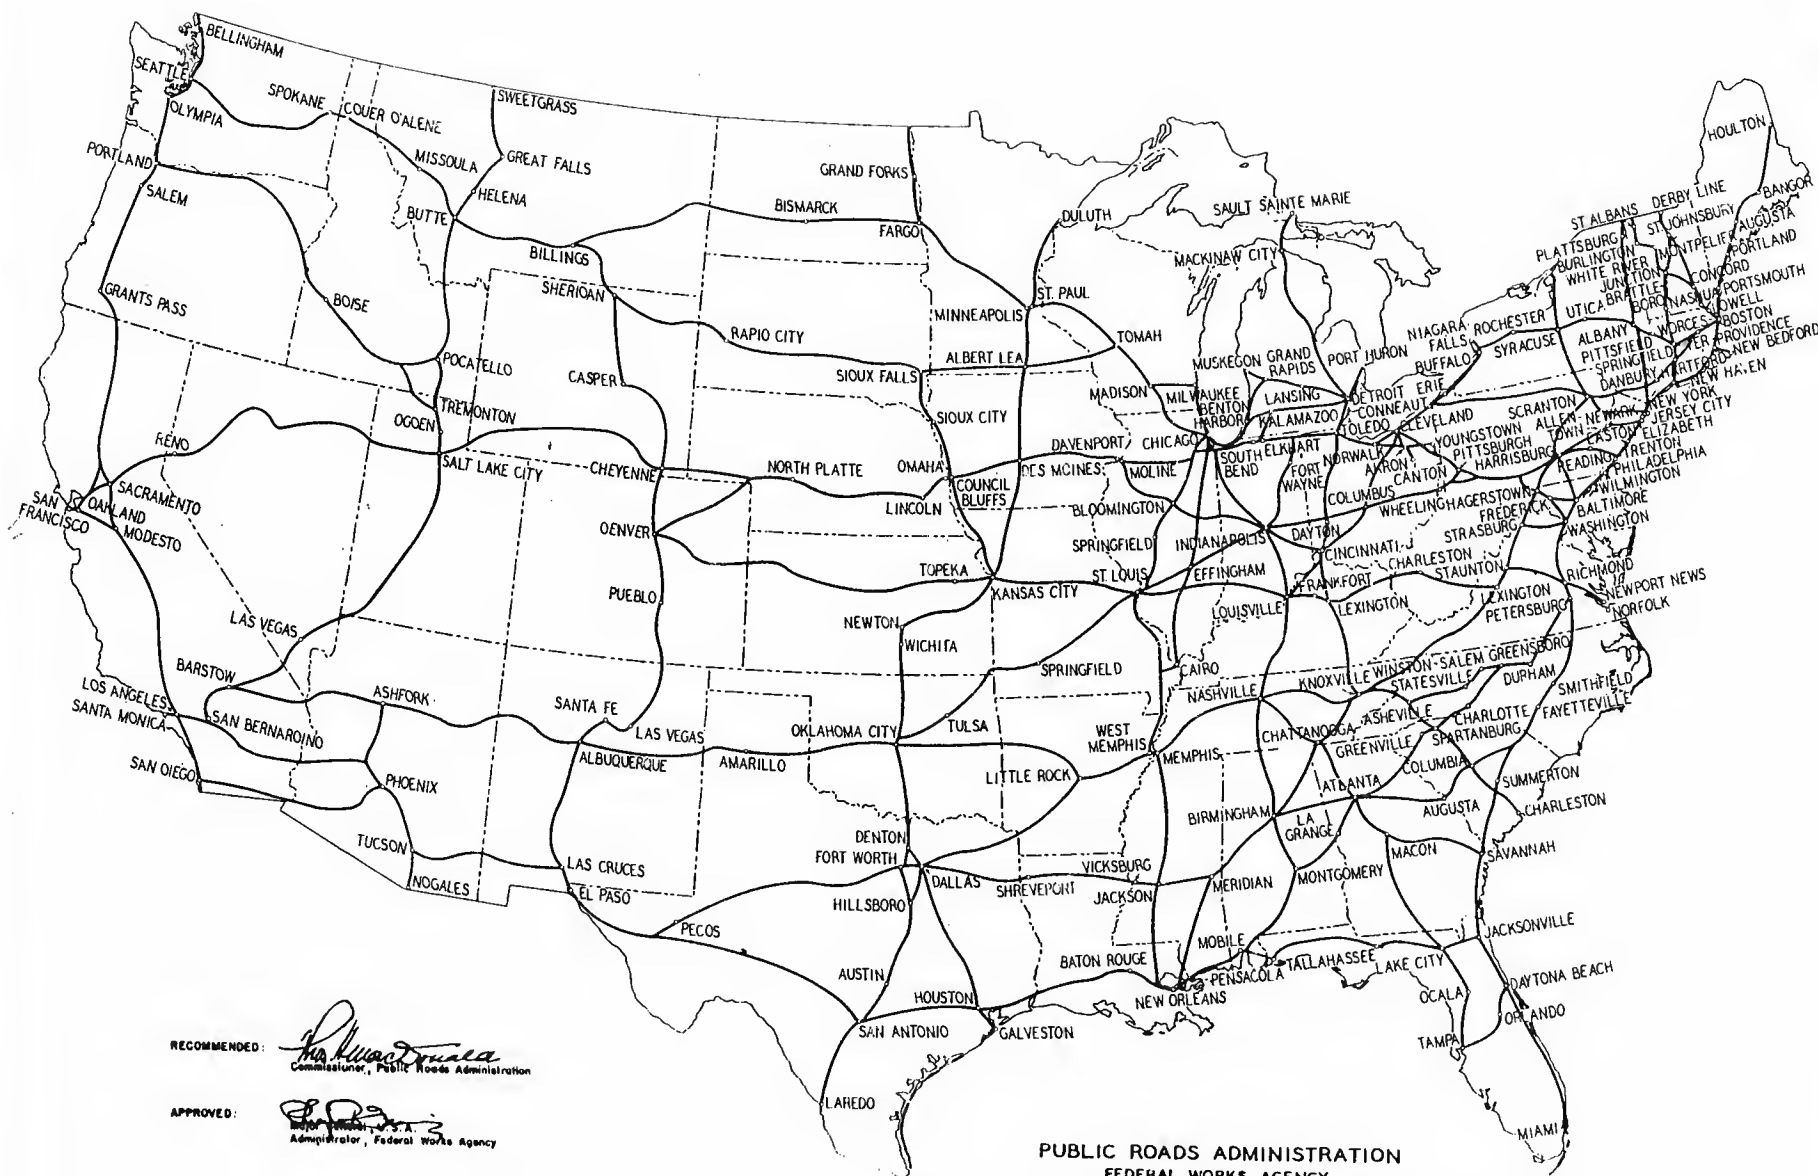 BELLINGHAM
SEATTLE
SPOKANE
COUER O'ALENE
SWEETGRASS
OLYMPIA
PORTLAND
SALEM
MISSOULA
GREAT FALLS
HELENA
BUTTE
BILLINGS
SHERIOAN
BISMARCK
GRAND FORKS
FARGO
DULUTH
SAULT SAINTE MARIE
MACKINAW CITY
HOULTON
BANGOR
ST ALBANS
DERBY LINE
ST JOHNSBURY
AUGUSTA
PLATTSBURG
MONTPELIER
PORTLAND
BURLINGTON
WHITE RIVER
JUNCTION
CONCORD
BRATTLE-
BORO
NASHUA
PORTSMOUTH
LOWELL
GRANTS PASS
BOISE
RAPIO CITY
MINNEAPOLIS
ST. PAUL
TOMAH
ALBERT LEA
SIOUX FALLS
NIAGARA
FALLS
ROCHESTER
UTICA
SYRACUSE
ALBANY
WORCES-
TER
BOSTON
PROVIDENCE
PITTSFIELD
SPRINGFIELD
NEW BEDFORD
DANBURY
HARTFORD
NEW HAVEN
BUFFALO
POCATELLO
CASPER
MADISON
MILWAUKEE
MUSKEGON
GRAND
RAPIDS
PORT HURON
BENTON
HARBOR
LANSING
KALAMAZOO
DETROIT
ERIE
CONNEAUT
TOLEDO
CLEVELAND
SCRANTON
ALLEN-
TOWN
NEWARK
NEW YORK
JERSEY CITY
EASTON
ELIZABETH
TREMONTON
OGOEN
SIOUX CITY
RENO
SALT LAKE CITY
CHEYENNE
NORTH PLATTE
OMAHA
COUNCIL
BLUFFS
LINCOLN
DES MOINES
DAVENPORT
MOLINE
CHICAGO
SOUTH
BEND
ELKHART
FORT
WAYNE
NORWALK
AKRON
CANTON
YOUNGSTOWN
PITTSBURGH
HARRISBURG
READING
TRENTON
PHILADELPHIA
WILMINGTON
SAN
FRANCISCO
OAKLAND
SACRAMENTO
MODESTO
OENVER
PUEBLO
TOPEKA
BLOOMINGTON
SPRINGFIELD
INDIANAPOLIS
DAYTON
COLUMBUS
WHEELING
HAGERSTOWN
FREDERICK
BALTIMORE
WASHINGTON
STRASBURG
CINCINNATI
CHARLESTON
STAUNTON
RICHMOND
KANSAS CITY
ST. LOUIS
EFFINGHAM
LOUISVILLE
FRANKFORT
LEXINGTON
LEXINGTON
PETERSBURG
NEWPORT NEWS
NORFOLK
LAS VEGAS
NEWTON
WICHITA
SPRINGFIELD
CAIRO
BARSTOW
LOS ANGELES
SANTA MONICA
SAN BERNARDINO
SAN DIEGO
ASHFORK
PHOENIX
TUCSON
NOGALES
SANTA FE
LAS VEGAS
ALBUQUERQUE
AMARILLO
OKLAHOMA CITY
TULSA
WEST
MEMPHIS
MEMPHIS
LITTLE ROCK
NASHVILLE
KNOXVILLE
WINSTON-SALEM
GREENSBORO
STATESVILLE
DURHAM
SMITHFIELD
FAYETTEVILLE
CHATTANOOGA
ASHEVILLE
CHARLOTTE
GREENVILLE
SPARTANBURG
COLUMBIA
SUMMERTON
CHARLESTON
ATLANTA
AUGUSTA
BIRMINGHAM
LA
GRANGE
MACON
SAVANNAH
LAS CRUCES
EL PASO
PECOS
DENTON
FORT WORTH
DALLAS
HILLSBORO
SHREVEPORT
VICKSBURG
JACKSON
MERIDIAN
MONTGOMERY
AUSTIN
HOUSTON
SAN ANTONIO
GALVESTON
LAREDO
BATON ROUGE
NEW ORLEANS
MOBILE
PENSACOLA
TALLAHASSEE
LAKE CITY
JACKSONVILLE
DAYTONA BEACH
OCALA
ORLANDO
TAMPA
MIAMI
RECOMMENDED:
Commissioner, Public Roads Administration
APPROVED:
Major General, U.S.A.
Administrator, Federal Works Agency
PUBLIC ROADS ADMINISTRATION
FEDERAL WORKS AGENCY